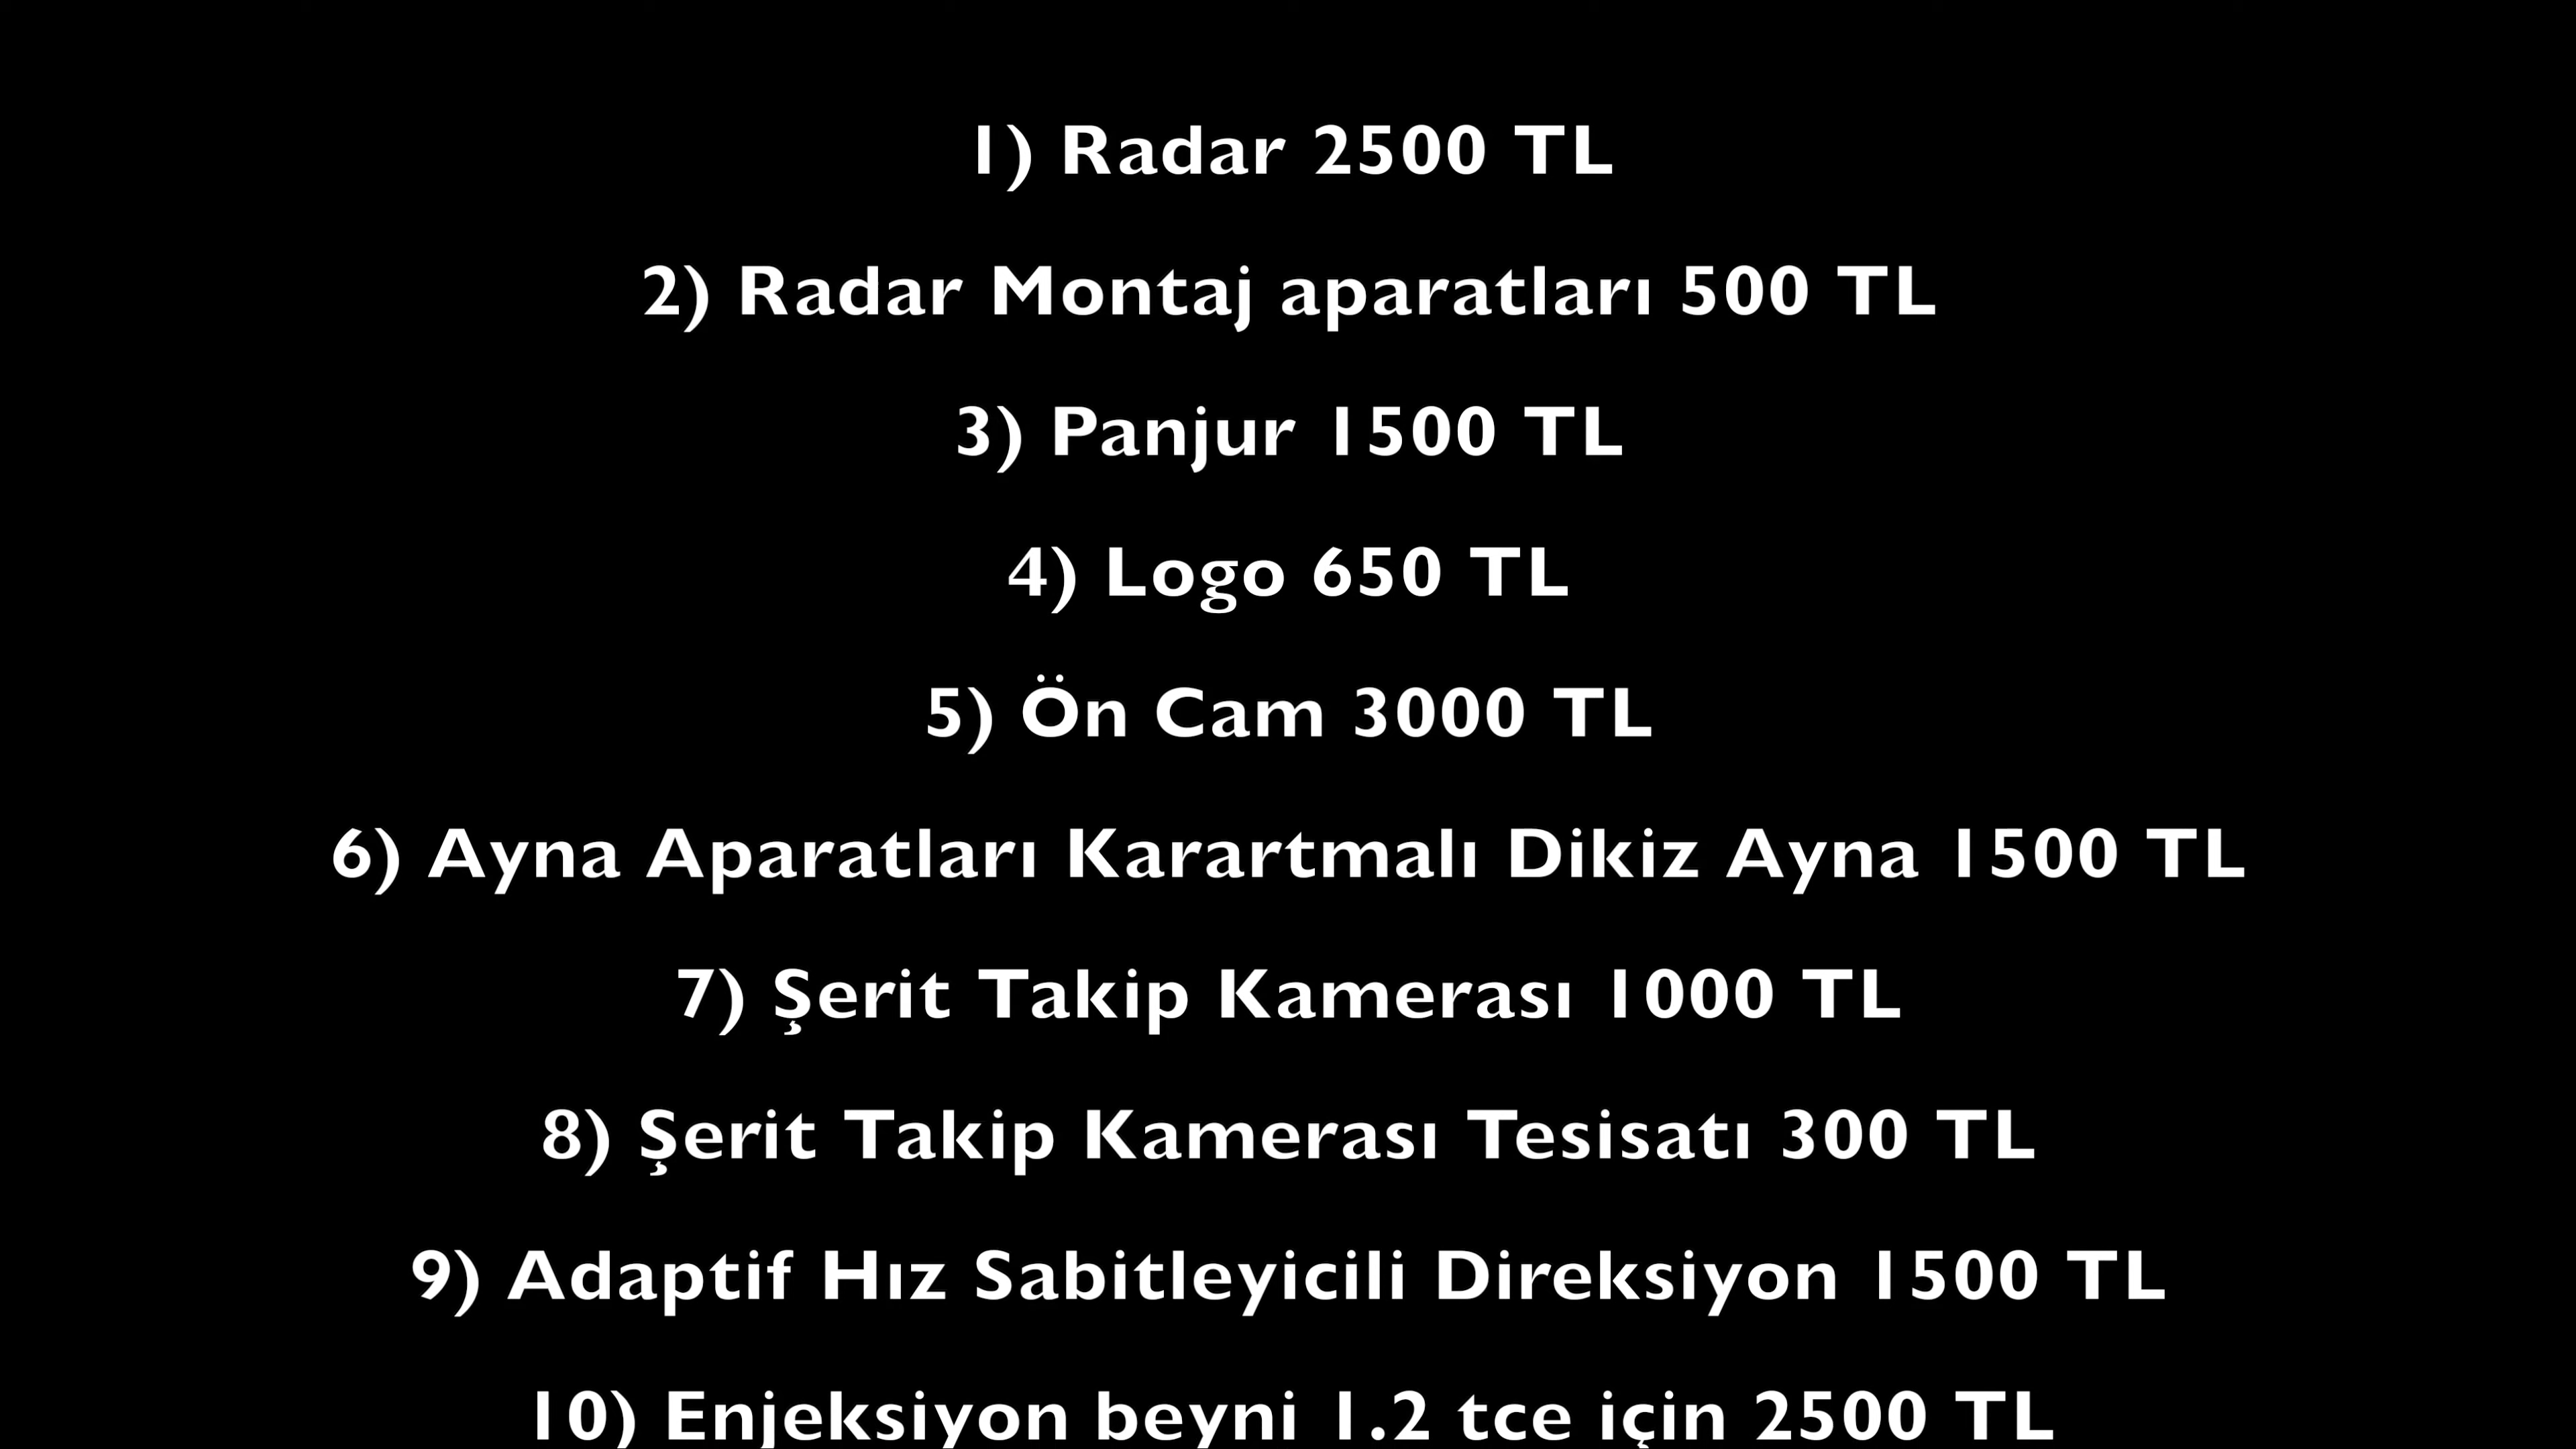 1) Radar 2500 TL
2) Radar Montaj aparatları 500 TL
3) Panjur 1500 TL
4) Logo 650 TL
5) Ön Cam 3000 TL
6) Ayna Aparatları Karartmalı Dikiz Ayna 1500 TL
7) Şerit Takip Kamerası 1000 TL
8) Şerit Takip Kamerası Tesisatı 300 TL
9) Adaptif Hız Sabitleyicili Direksiyon 1500 TL
10) Enjeksiyon beyni 1.2 tce için 2500 TL